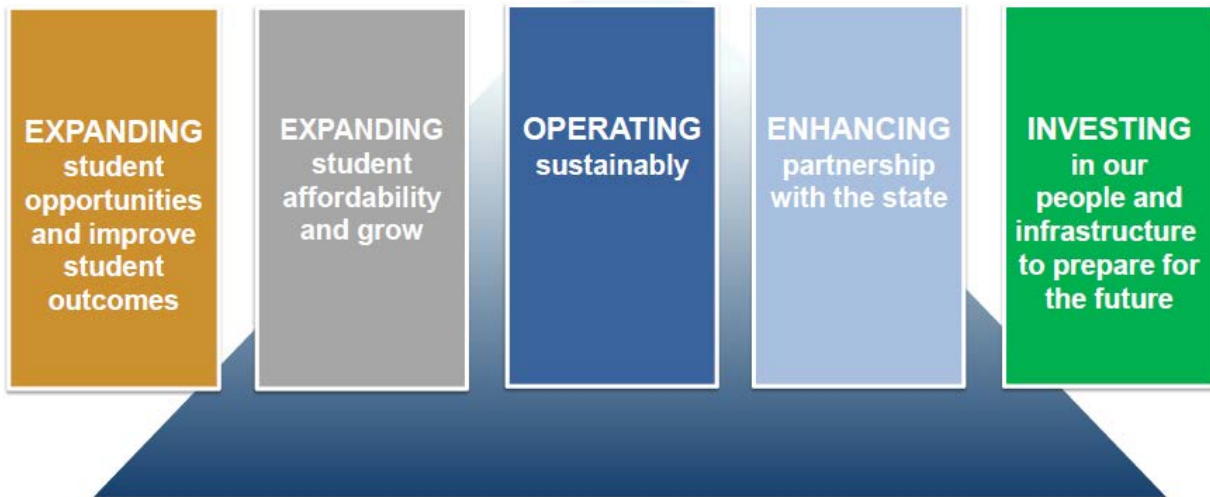 EXPANDING
student
opportunities
and improve
student
outcomes
EXPANDING
student
affordability
and grow
OPERATING
sustainably
ENHANCING
partnership
with the state
INVESTING
in our
people and
infrastructure
to prepare for
the future